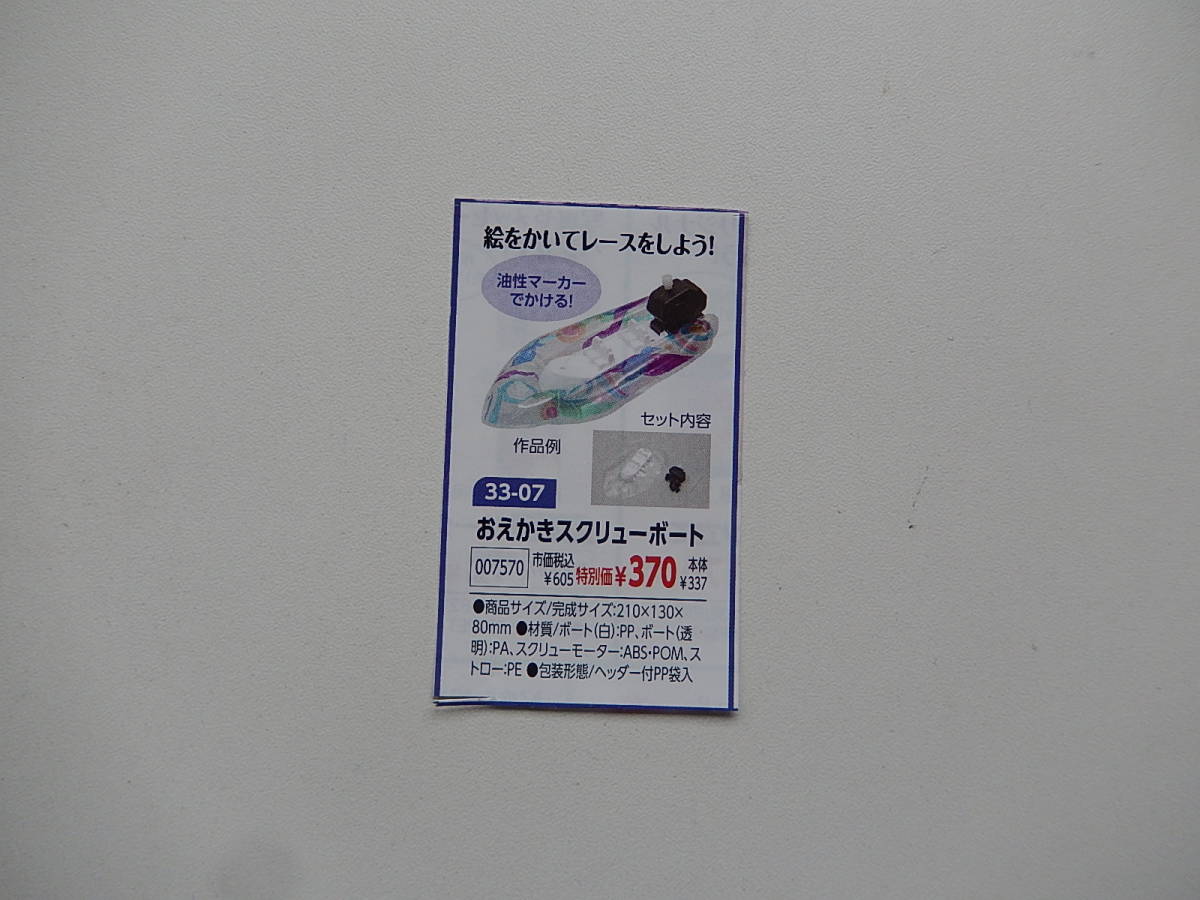 絵をかいてレースをしよう!
油性マーカー
でかける!
セット内容
作品例
33-07
おえかきスクリューボート
007570 市価税込 ¥605 特別価¥370 本体 ¥337
●商品サイズ/完成サイズ:210×130×
80mm ●材質/ボート(白):PP、ボート(透
明):PA、スクリューモーター:ABS・POM、ス
トロー:PE ●包装形態/ヘッダー付PP袋入